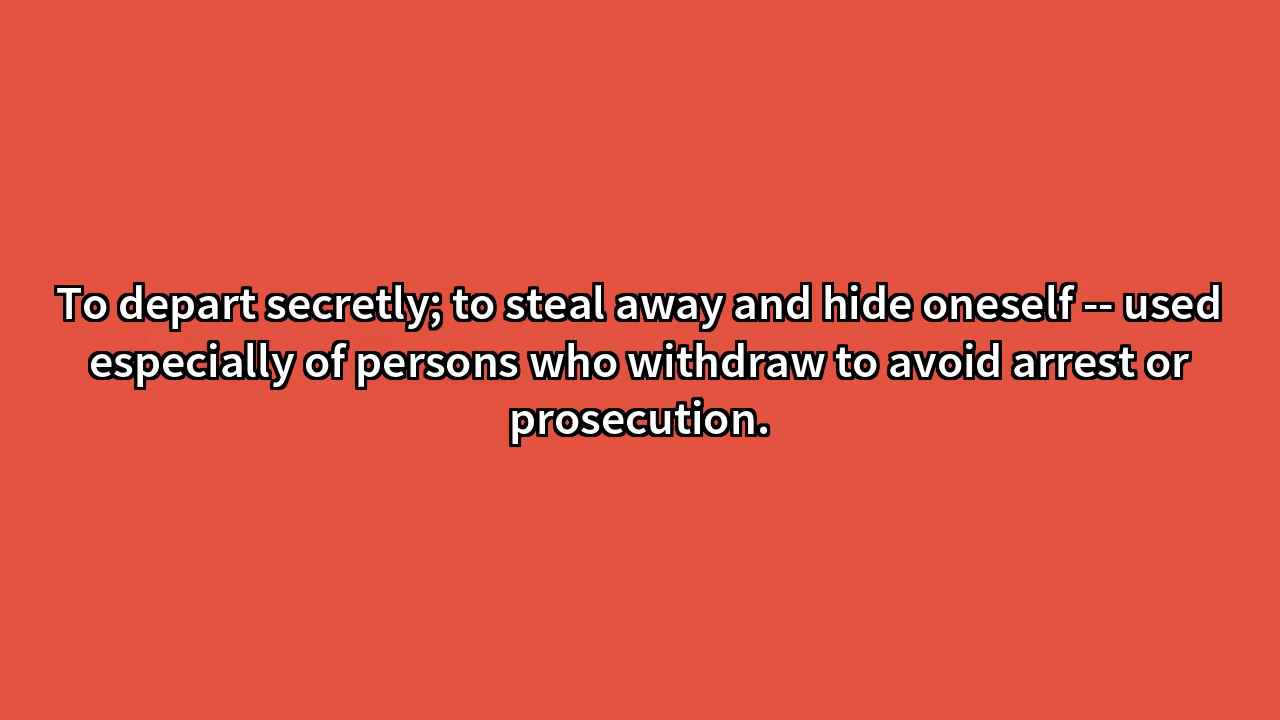 To depart secretly; to steal away and hide oneself -- used
especially of persons who withdraw to avoid arrest or
prosecution.